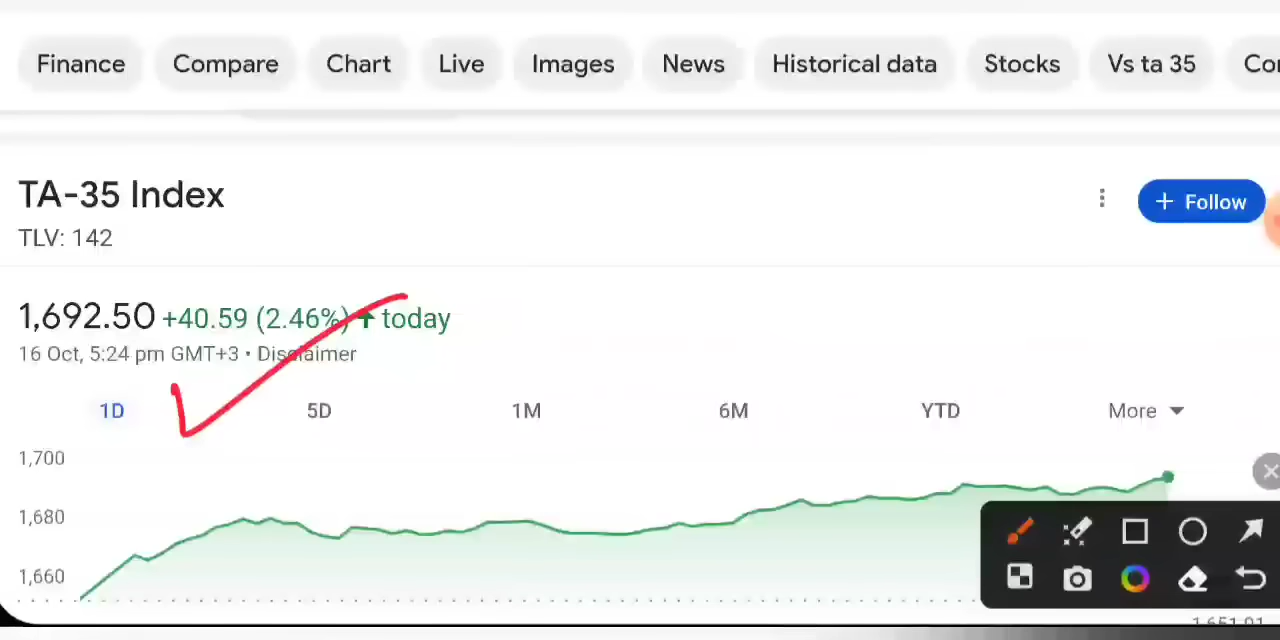 Finance Compare Chart Live Images News Historical data Stocks Vs ta 35
TA-35 Index
+ Follow
TLV: 142
1,692.50 +40.59 (2.46%) ↑ today
16 Oct, 5:24 pm GMT+3 • Disclaimer
1D 5D 1M 6M YTD More
1,700
1,680
1,660